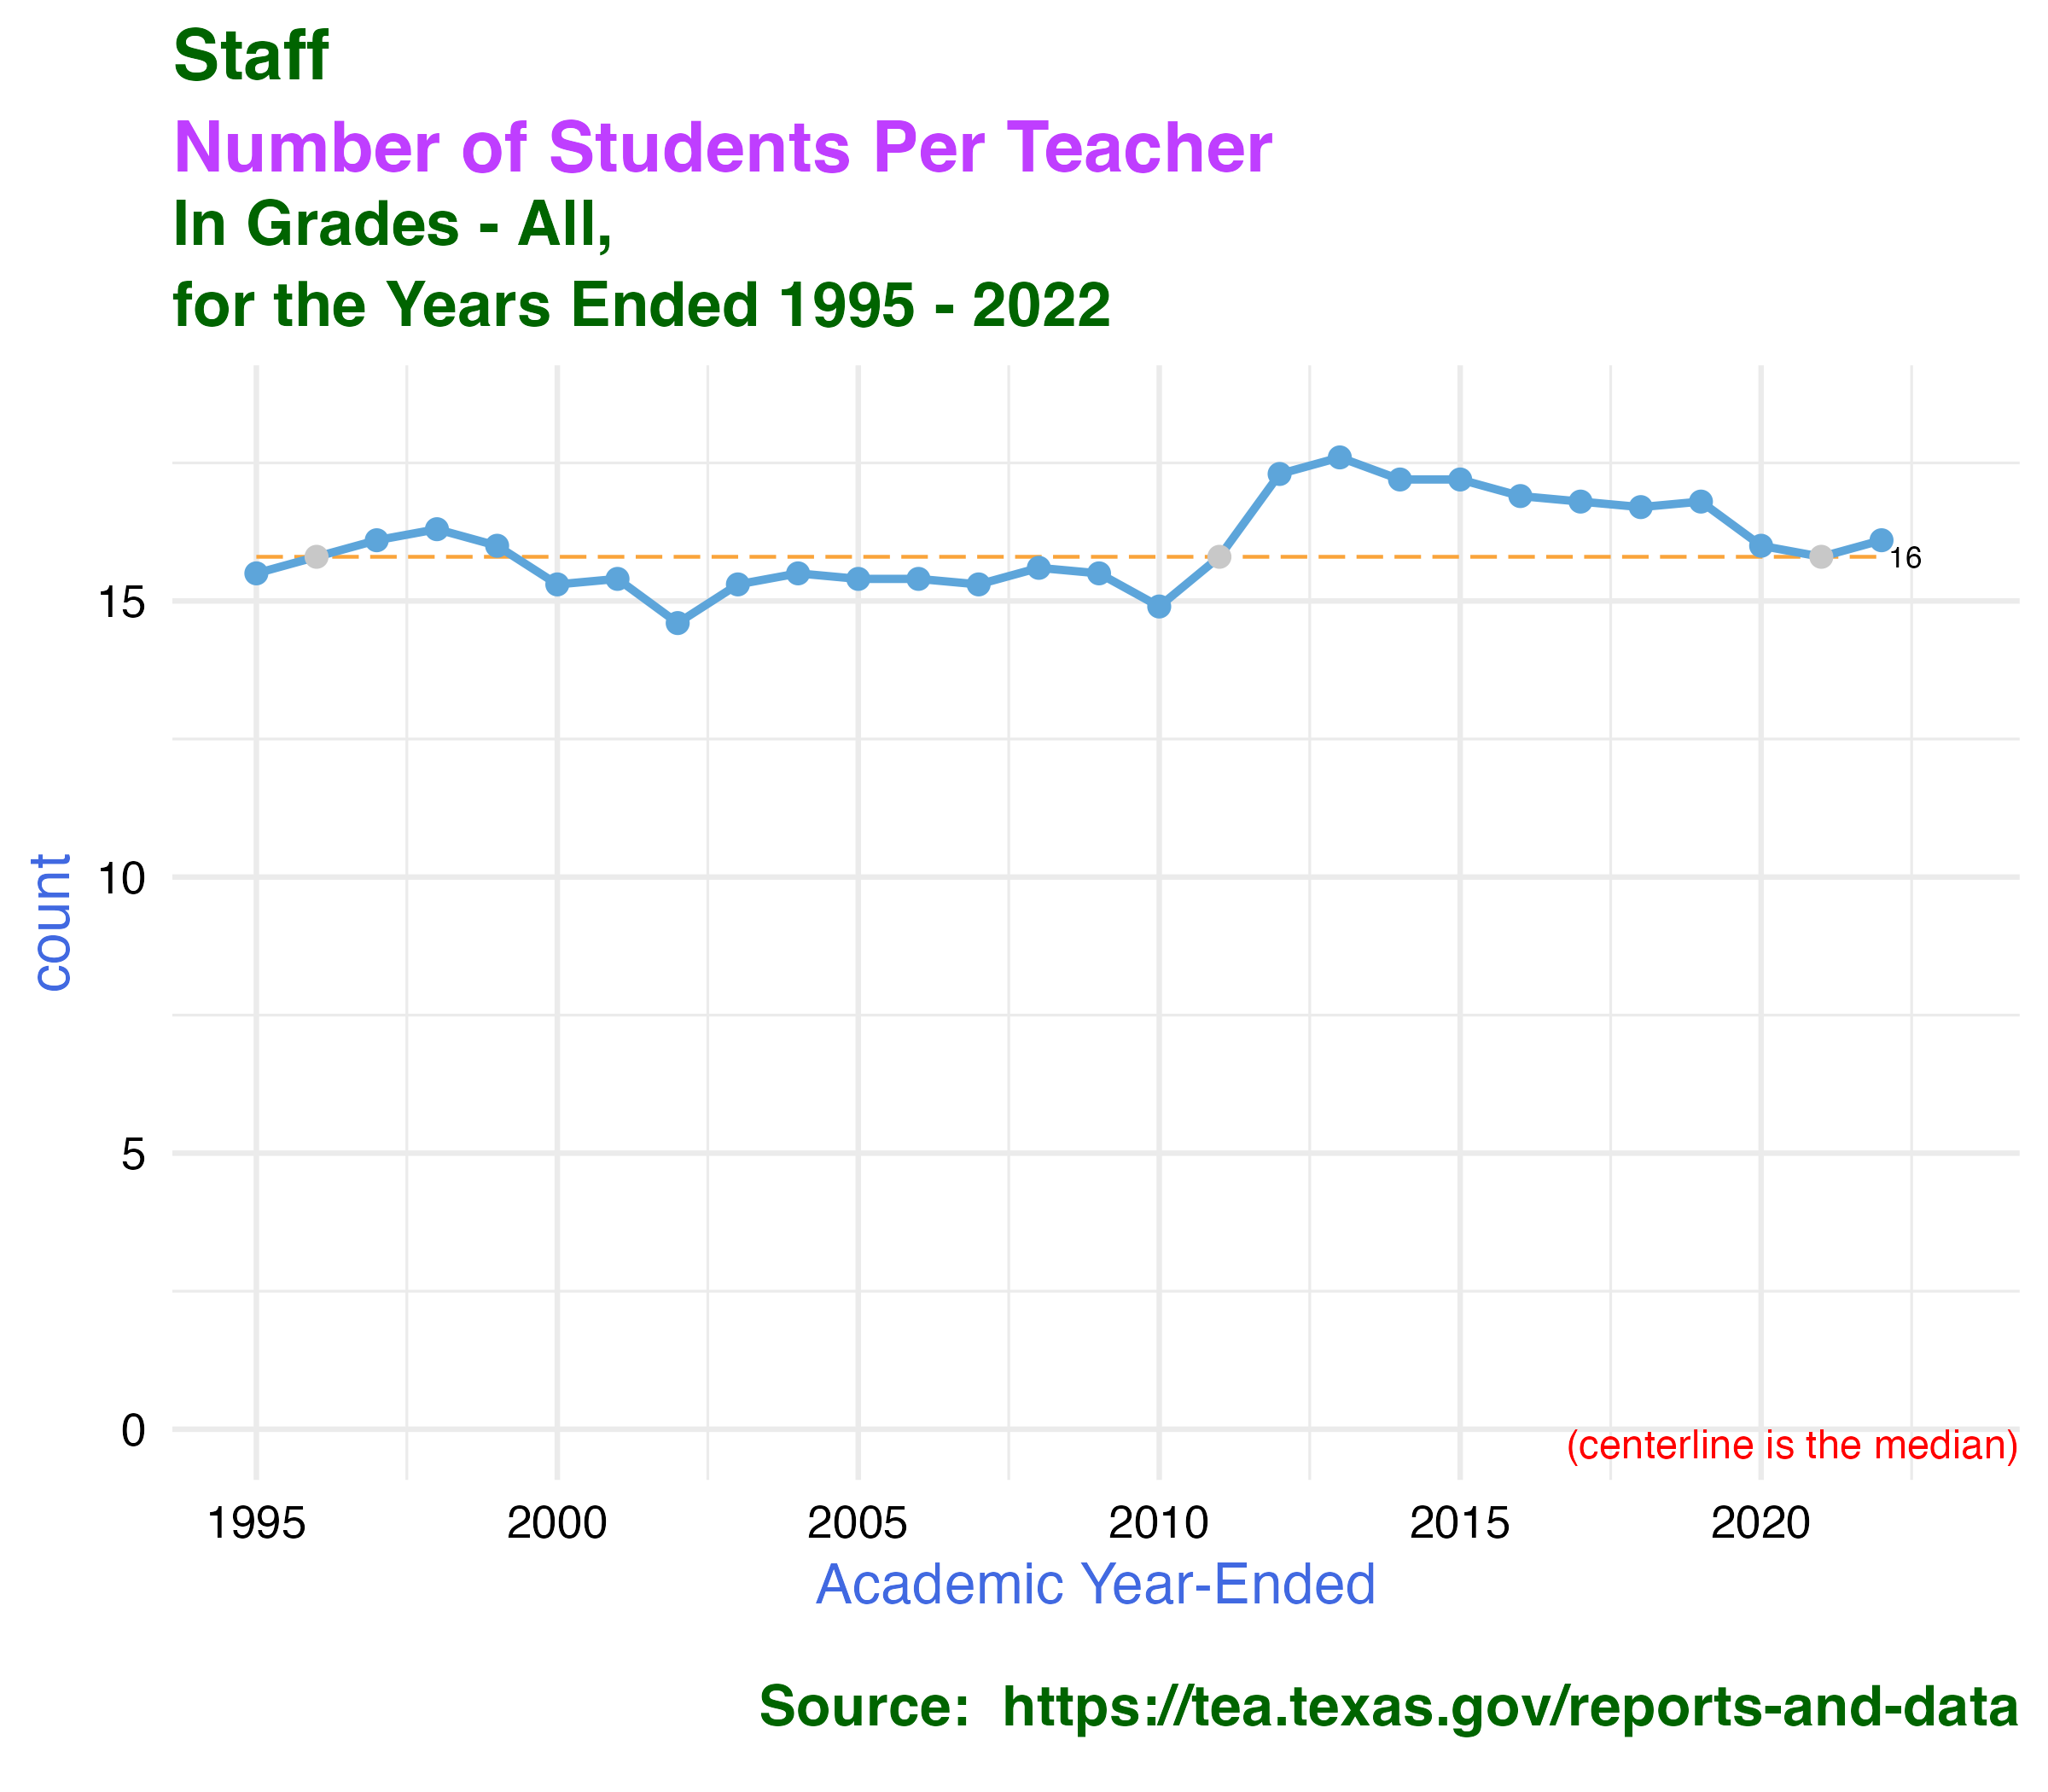 Staff
Number of Students Per Teacher
In Grades - All,
for the Years Ended 1995 - 2022
16
15
10
5
0
count
(centerline is the median)
1995 2000 2005 2010 2015 2020
Academic Year-Ended
Source: https://tea.texas.gov/reports-and-data